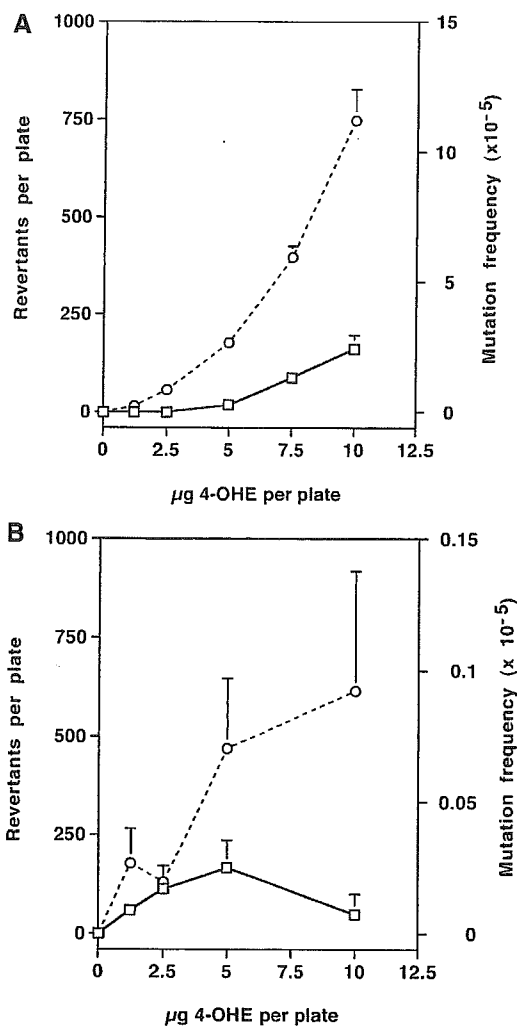 A
1000
750
500
250
0
Revertants per plate
15
10
5
0
Mutation frequency (x10-5)
0 2.5 5 7.5 10 12.5
µg 4-OHE per plate
B
1000
750
500
250
0
Revertants per plate
0.15
0.1
0.05
0
Mutation frequency (x 10-5)
0 2.5 5 7.5 10 12.5
µg 4-OHE per plate